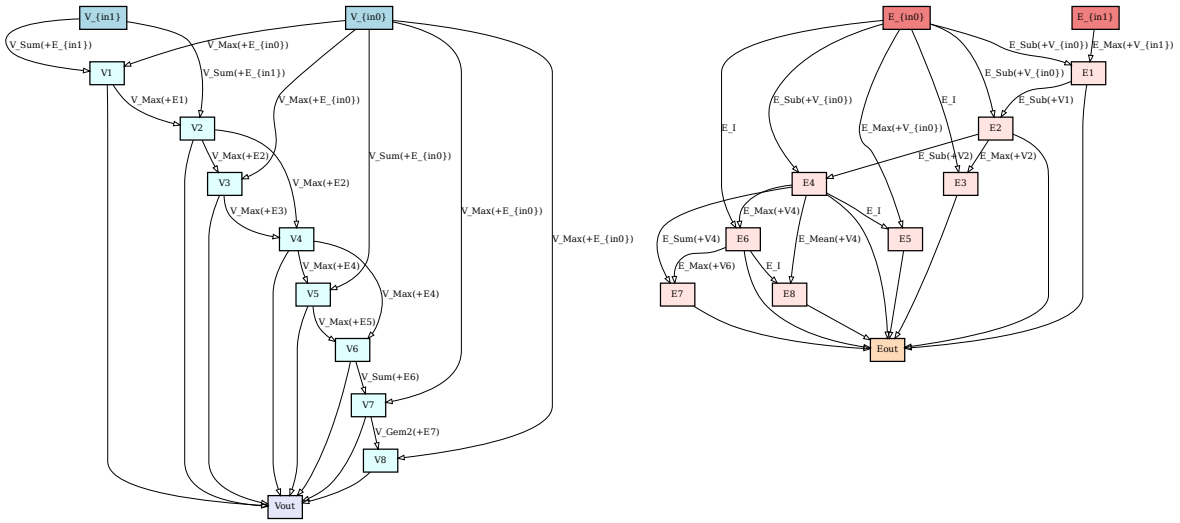 V_{in1}
V_{in0}
E_{in0}
E_{in1}
V_Sum(+E_{in1})
V_Max(+E_{in0})
E_Sub(+V_{in0})
E_Max(+V_{in1})
V1
V_Sum(+E_{in1})
E_Sub(+V_{in0})
E1
V_Max(+E1)
V_Max(+E_{in0})
E_Sub(+V_{in0})
E_I
E_Sub(+V1)
V2
E_I
E_Max(+V_{in0})
E2
V_Max(+E2)
V_Sum(+E_{in0})
E_Sub(+V2)
E_Max(+V2)
V3
V_Max(+E2)
E4
E3
V_Max(+E3)
V_Max(+E_{in0})
E_Max(+V4)
E_I
V4
V_Max(+E_{in0})
E_Sum(+V4)
E6
E_Mean(+V4)
E5
V_Max(+E4)
E_Max(+V6)
E_I
V5
V_Max(+E4)
E7
E8
V_Max(+E5)
V6
Eout
V_Sum(+E6)
V7
V_Gem2(+E7)
V8
Vout